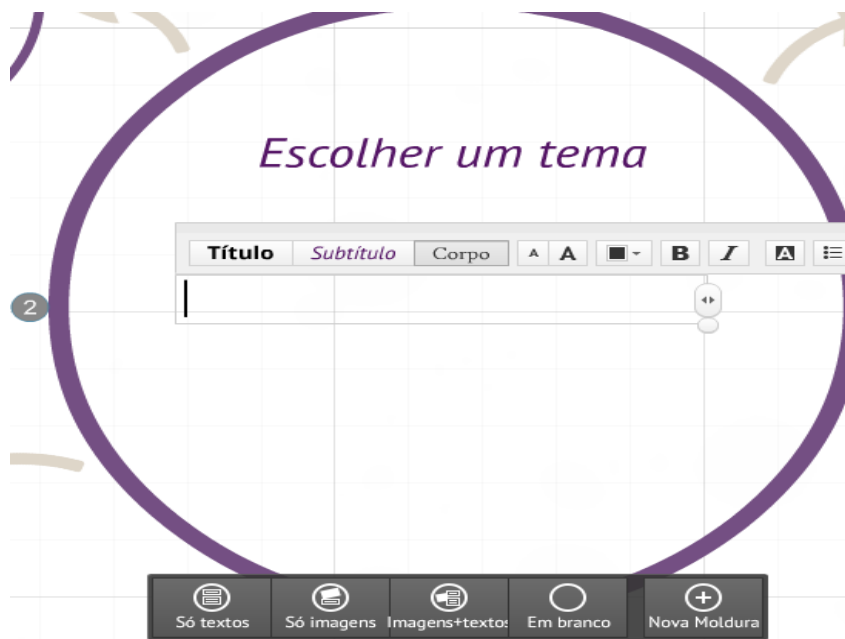 Escolher um tema
Título Subtítulo Corpo A A B I A
2
Só textos Só imagens Imagens+textos Em branco Nova Moldura